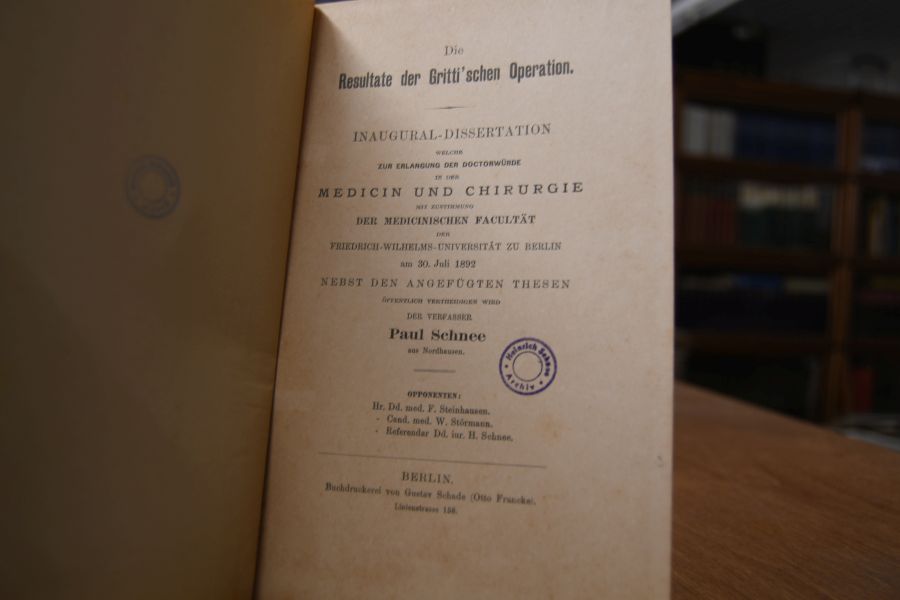 Die
Resultate der Gritti'schen Operation.
INAUGURAL-DISSERTATION
WELCHE
ZUR ERLANGUNG DER DOCTORWÜRDE
IN DER
MEDICIN UND CHIRURGIE
MIT ZUSTIMMUNG
DER MEDICINISCHEN FACULTÄT
DER
FRIEDRICH-WILHELMS-UNIVERSITÄT ZU BERLIN
am 30. Juli 1892
NEBST DEN ANGEFÜGTEN THESEN
ÖFFENTLICH VERTHEIDIGEN WIRD
DER VERFASSER
Paul Schnee
aus Nordhausen.
Heinrich
Archiv
OPPONENTEN:
Hr. Dd. med. F. Steinhausen.
- Cand. med. W. Störmann.
- Referendar Dd. iur. H. Schnee.
BERLIN.
Buchdruckerei von Gustav Schade (Otto Francke).
Linienstrasse 158.